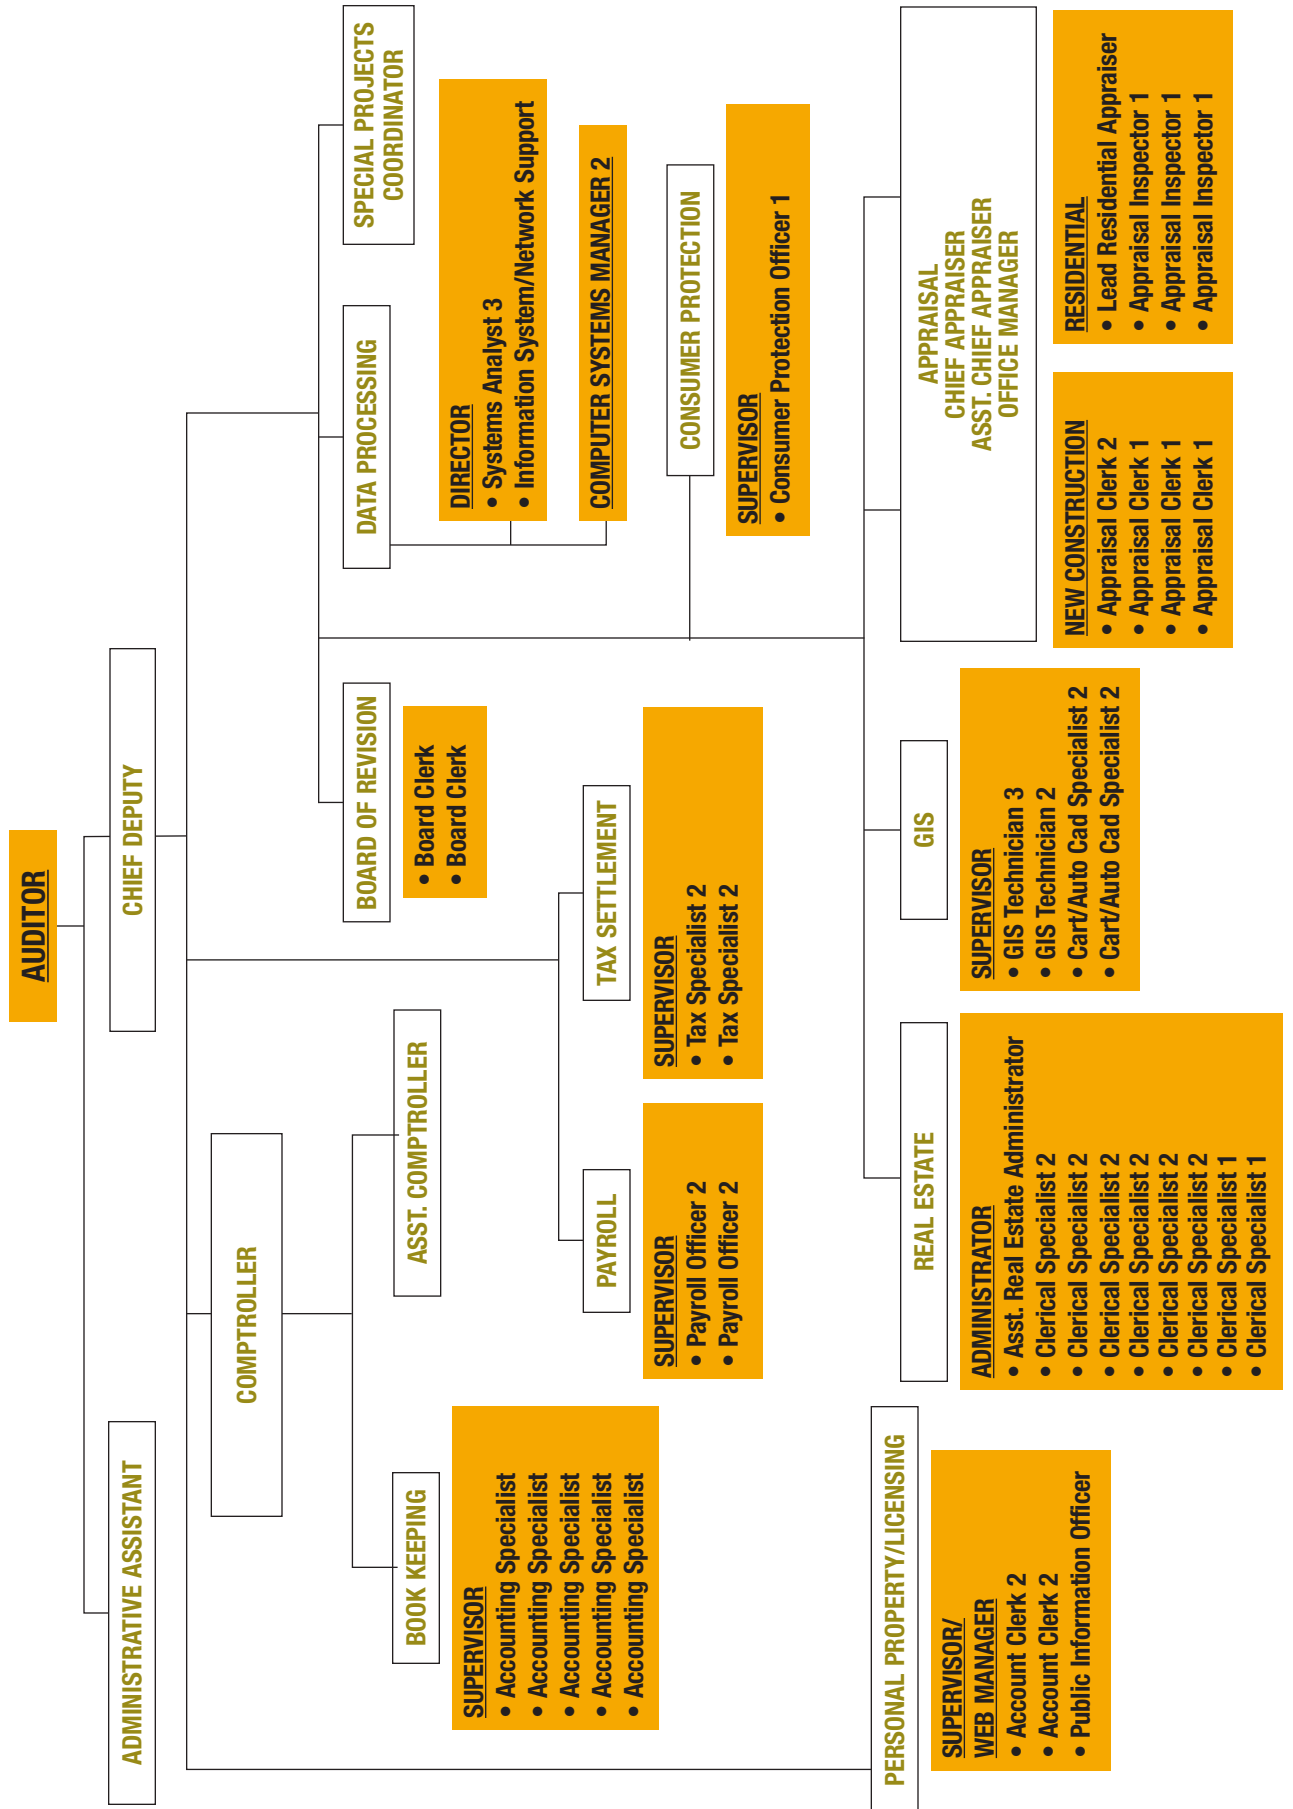 AUDITOR
ADMINISTRATIVE ASSISTANT
CHIEF DEPUTY
COMPTROLLER
BOOK KEEPING
SUPERVISOR
• Accounting Specialist
• Accounting Specialist
• Accounting Specialist
• Accounting Specialist
• Accounting Specialist
ASST. COMPTROLLER
BOARD OF REVISION
• Board Clerk
• Board Clerk
DATA PROCESSING
DIRECTOR
• Systems Analyst 3
• Information System/Network Support
COMPUTER SYSTEMS MANAGER 2
SPECIAL PROJECTS
COORDINATOR
PAYROLL
SUPERVISOR
• Payroll Officer 2
• Payroll Officer 2
TAX SETTLEMENT
SUPERVISOR
• Tax Specialist 2
• Tax Specialist 2
CONSUMER PROTECTION
SUPERVISOR
• Consumer Protection Officer 1
PERSONAL PROPERTY/LICENSING
SUPERVISOR/
WEB MANAGER
• Account Clerk 2
• Account Clerk 2
• Public Information Officer
REAL ESTATE
ADMINISTRATOR
• Asst. Real Estate Administrator
• Clerical Specialist 2
• Clerical Specialist 2
• Clerical Specialist 2
• Clerical Specialist 2
• Clerical Specialist 2
• Clerical Specialist 2
• Clerical Specialist 1
• Clerical Specialist 1
GIS
SUPERVISOR
• GIS Technician 3
• GIS Technician 2
• Cart/Auto Cad Specialist 2
• Cart/Auto Cad Specialist 2
APPRAISAL
CHIEF APPRAISER
ASST. CHIEF APPRAISER
OFFICE MANAGER
NEW CONSTRUCTION
• Appraisal Clerk 2
• Appraisal Clerk 1
• Appraisal Clerk 1
• Appraisal Clerk 1
RESIDENTIAL
• Lead Residential Appraiser
• Appraisal Inspector 1
• Appraisal Inspector 1
• Appraisal Inspector 1